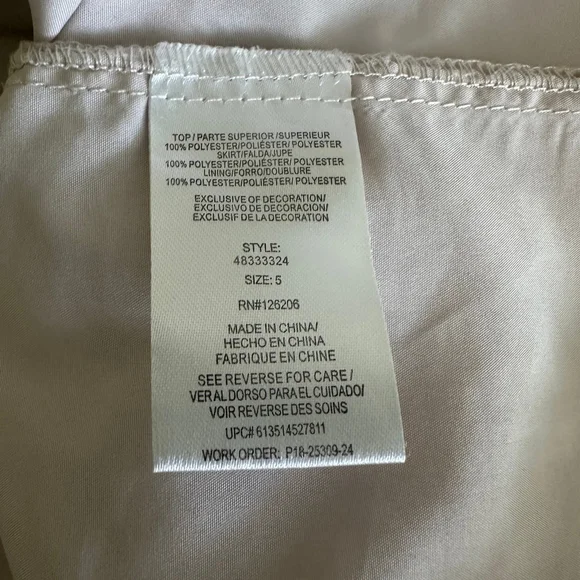 TOP/PARTE SUPERIOR/SUPERIEUR
100% POLYESTER/POLIÉSTER/POLYESTER
SKIRT/FALDA/JUPE
100% POLYESTER/POLIÉSTER/POLYESTER
LINING/FORRO/DOUBLURE
100% POLYESTER/POLIÉSTER/POLYESTER
EXCLUSIVE OF DECORATION/
EXCLUSIVO DE DECORACION/
EXCLUSIF DE LA DECORATION
STYLE:
48333324
SIZE: 5
RN#126206
MADE IN CHINA/
HECHO EN CHINA
FABRIQUE EN CHINE
SEE REVERSE FOR CARE/
VER AL DORSO PARA EL CUIDADO/
VOIR REVERSE DES SOINS
UPC# 613514527811
WORK ORDER: P18-25309-24